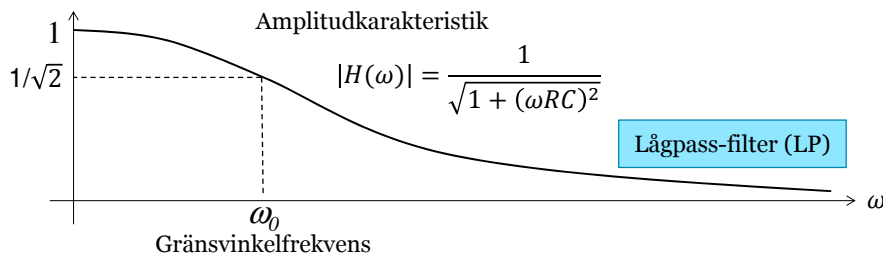 Amplitudkarakteristik
1
1/√2
|H(ω)| = 1/√(1 + (ωRC)²)
Lågpass-filter (LP)
ω
ω₀
Gränsvinkelfrekvens